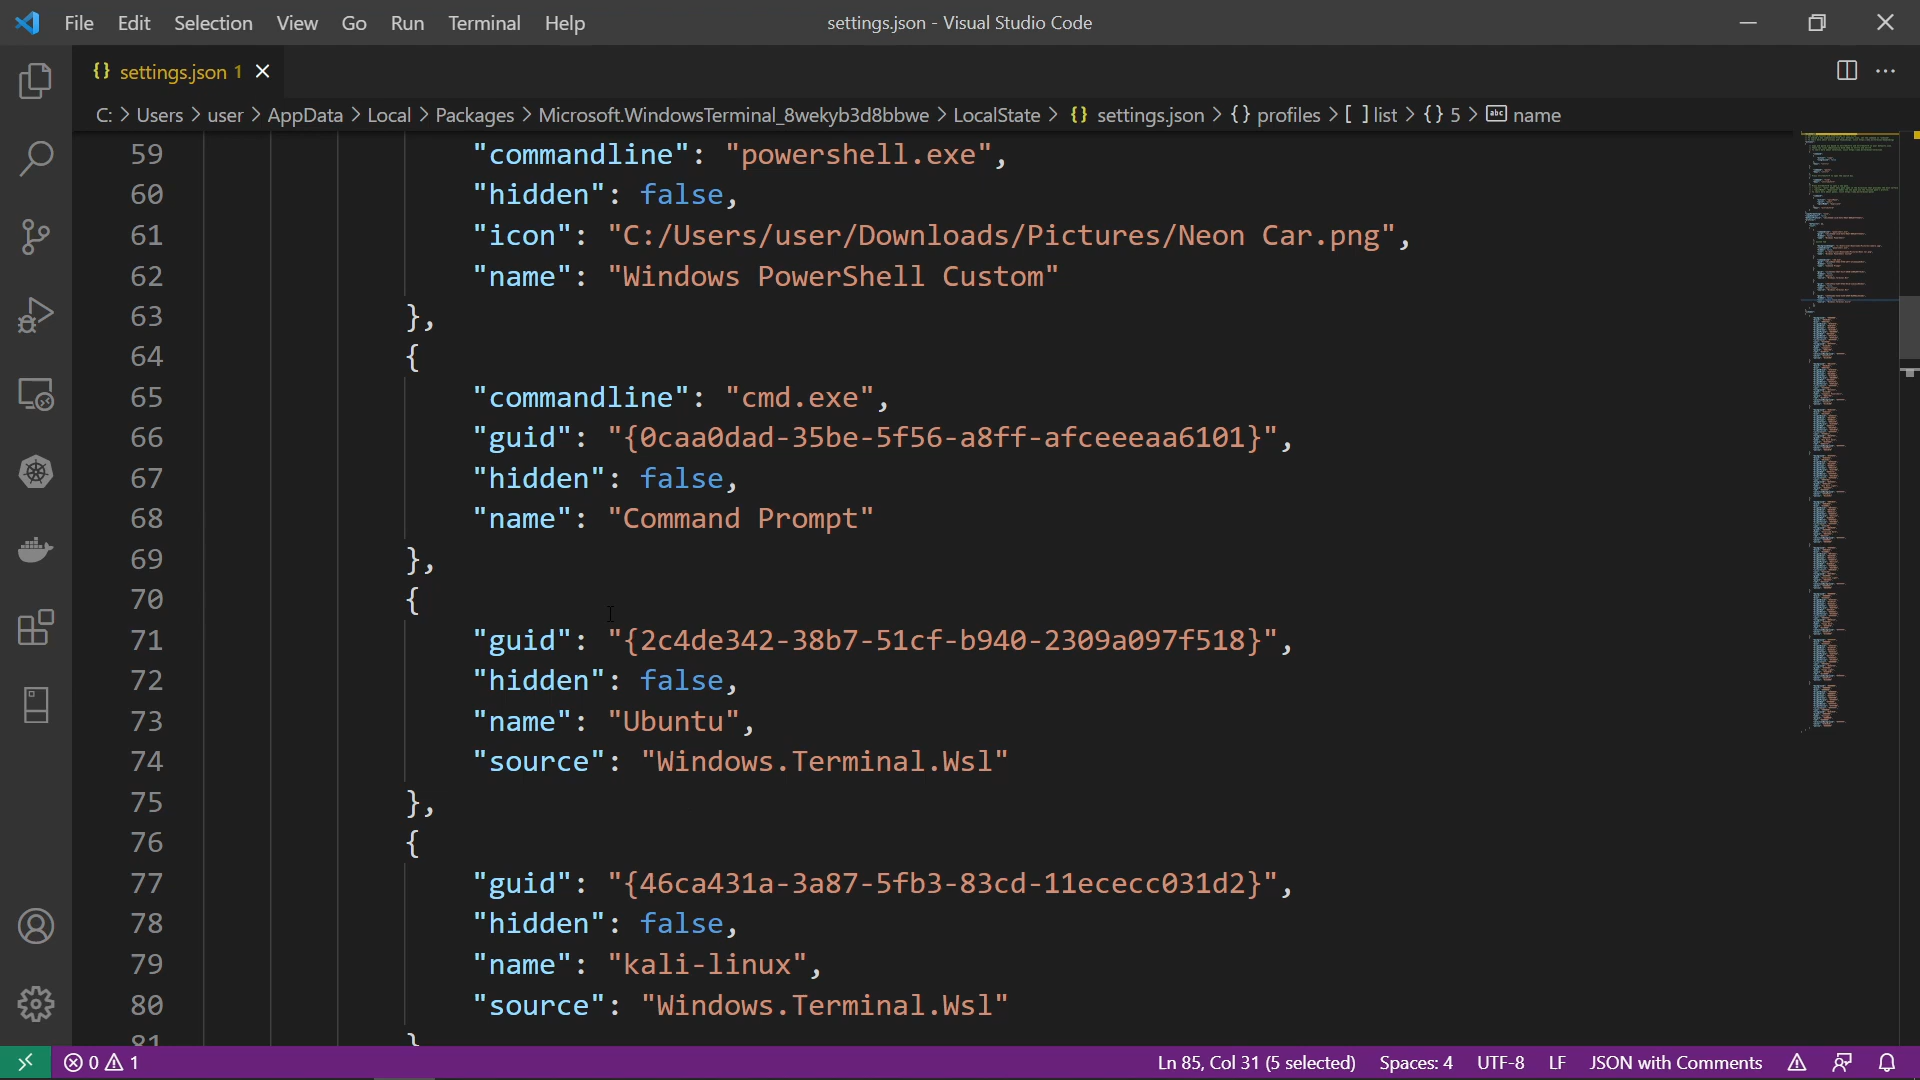 File Edit Selection View Go Run Terminal Help settings.json - Visual Studio Code
{} settings.json 1
C: > Users > user > AppData > Local > Packages > Microsoft.WindowsTerminal_8wekyb3d8bbwe > LocalState > {} settings.json > {} profiles > [ ] list > {} 5 > abc name
59 "commandline": "powershell.exe",
60 "hidden": false,
61 "icon": "C:/Users/user/Downloads/Pictures/Neon Car.png",
62 "name": "Windows PowerShell Custom"
63 },
64 {
65 "commandline": "cmd.exe",
66 "guid": "{0caa0dad-35be-5f56-a8ff-afceeeaa6101}",
67 "hidden": false,
68 "name": "Command Prompt"
69 },
70 {
71 "guid": "{2c4de342-38b7-51cf-b940-2309a097f518}",
72 "hidden": false,
73 "name": "Ubuntu",
74 "source": "Windows.Terminal.Wsl"
75 },
76 {
77 "guid": "{46ca431a-3a87-5fb3-83cd-11ececc031d2}",
78 "hidden": false,
79 "name": "kali-linux",
80 "source": "Windows.Terminal.Wsl"
81 }
0 1 Ln 85, Col 31 (5 selected) Spaces: 4 UTF-8 LF JSON with Comments